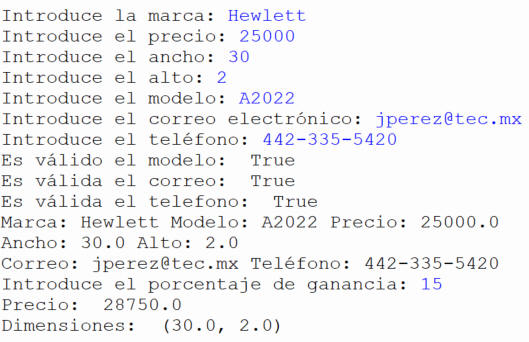 Introduce la marca: Hewlett
Introduce el precio: 25000
Introduce el ancho: 30
Introduce el alto: 2
Introduce el modelo: A2022
Introduce el correo electrónico: jperez@tec.mx
Introduce el teléfono: 442-335-5420
Es válido el modelo:  True
Es válida el correo:  True
Es válida el telefono:  True
Marca: Hewlett Modelo: A2022 Precio: 25000.0
Ancho: 30.0 Alto: 2.0
Correo: jperez@tec.mx Teléfono: 442-335-5420
Introduce el porcentaje de ganancia: 15
Precio:  28750.0
Dimensiones:  (30.0, 2.0)